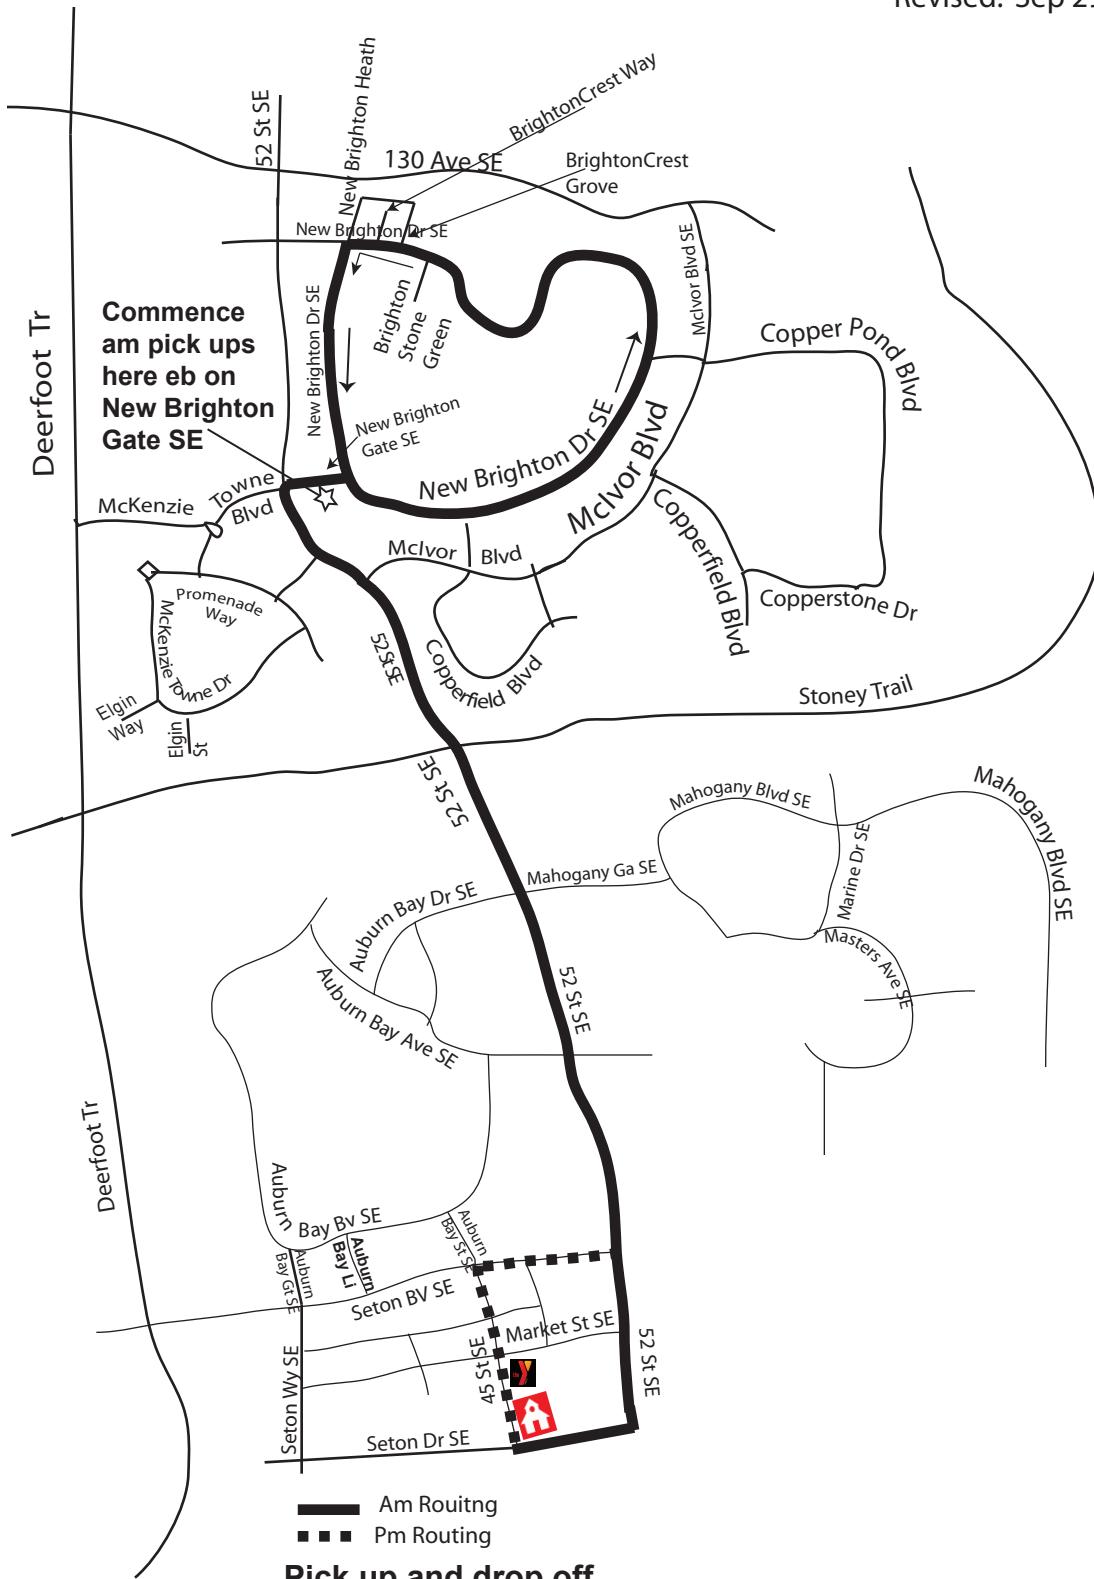 Revised: Sep 2
52 St SE
New Brighton Heath
BrightonCrest Way
130 Ave SE
BrightonCrest
Grove
New Brighton Dr SE
McIvor Blvd SE
Deerfoot Tr
Commence
am pick ups
here eb on
New Brighton
Gate SE
New Brighton Dr SE
Brighton
Stone
Green
Copper Pond Blvd
New Brighton
Gate SE
New Brighton Dr SE
McIvor Blvd
McKenzie
Towne
Blvd
McIvor
Blvd
Copperfield Blvd
Copperstone Dr
Promenade
Way
McKenzie Towne Dr
52 St SE
Copperfield Blvd
Elgin
Way
Elgin
St
Stoney Trail
52 St SE
Mahogany Blvd SE
Mahogany Blvd SE
Marine Dr SE
Mahogany Ga SE
Auburn Bay Dr SE
Masters Ave SE
Auburn Bay Ave SE
52 St SE
Deerfoot Tr
Auburn
Bay Bv SE
Auburn
Bay St SE
Auburn
Bay Gt SE
Auburn
Bay Li
Seton BV SE
Market St SE
45 St SE
52 St SE
Seton Wy SE
Seton Dr SE
Am Rouitng
Pm Routing
Pick up and drop off